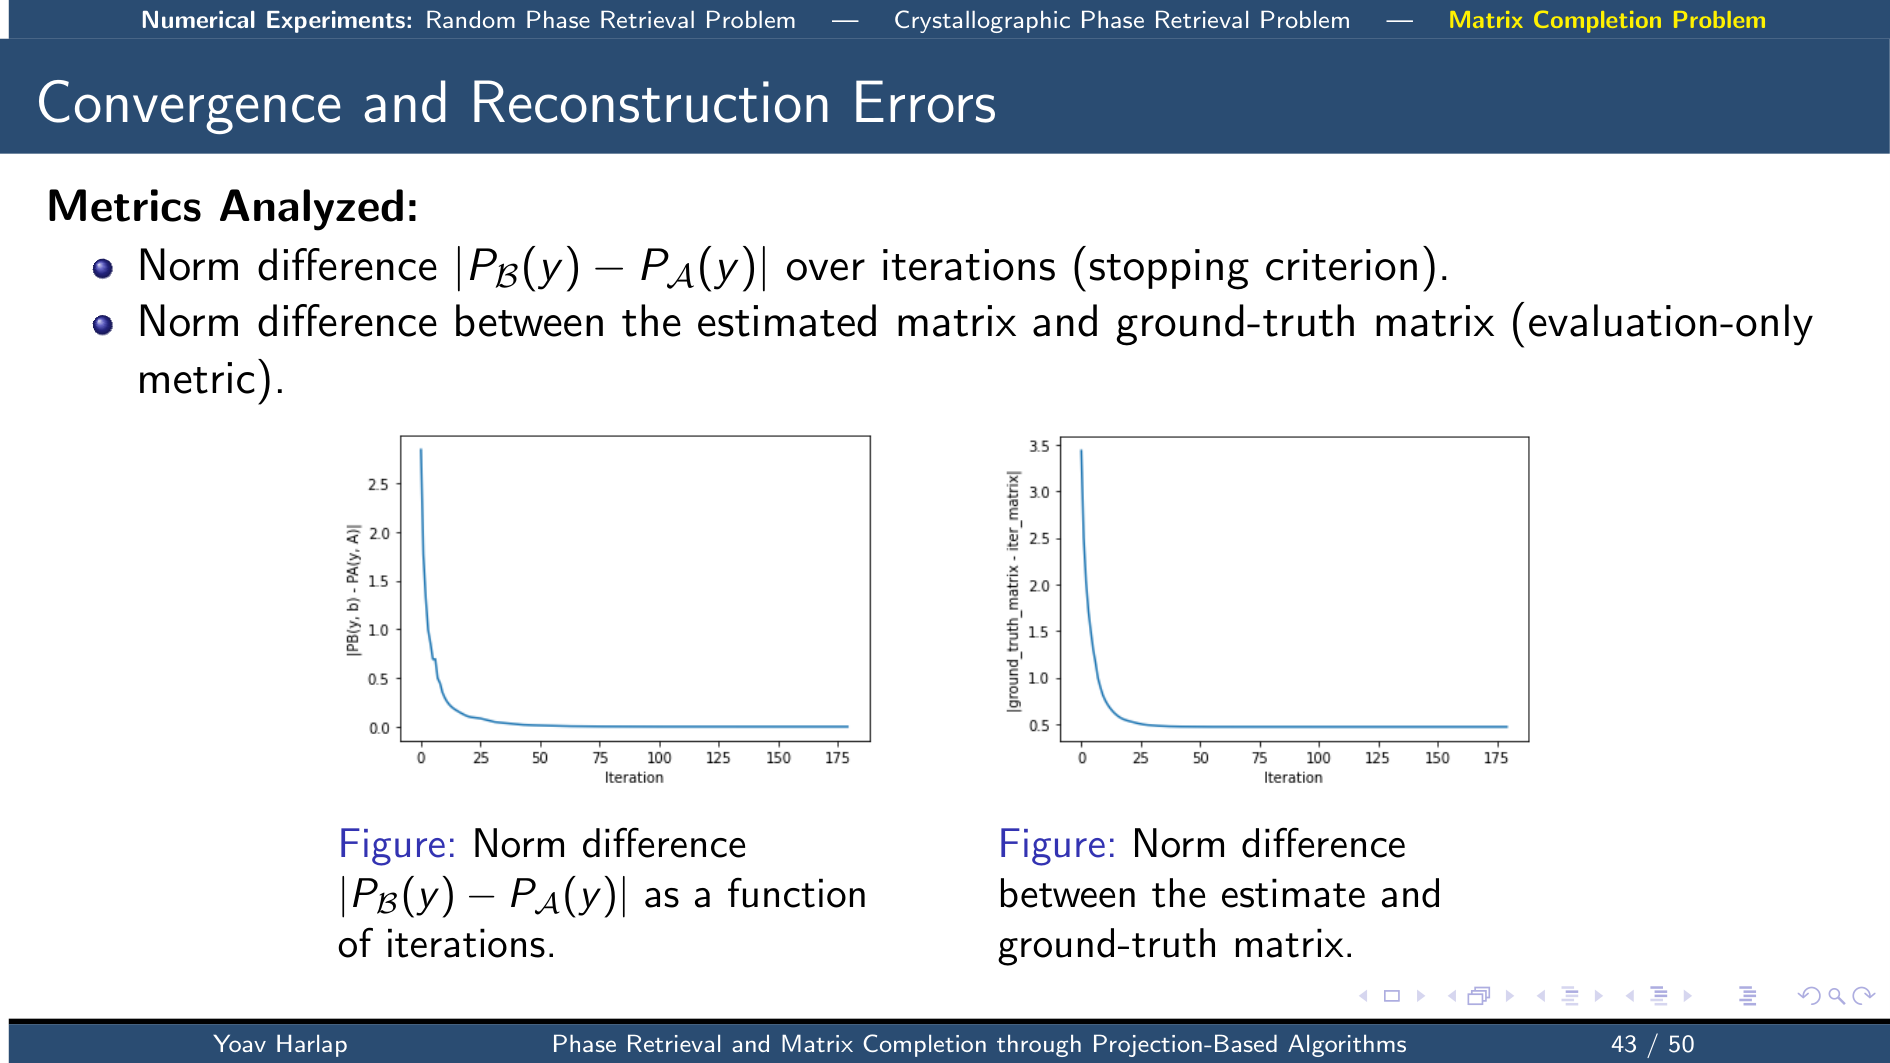 Numerical Experiments: Random Phase Retrieval Problem — Crystallographic Phase Retrieval Problem — Matrix Completion Problem
Convergence and Reconstruction Errors
Metrics Analyzed:
Norm difference |P_B(y) − P_A(y)| over iterations (stopping criterion).
Norm difference between the estimated matrix and ground-truth matrix (evaluation-only
metric).
|PB(y, b) - PA(y, A)|
2.5
2.0
1.5
1.0
0.5
0.0
0 25 50 75 100 125 150 175
Iteration
|ground_truth_matrix - iter_matrix|
3.5
3.0
2.5
2.0
1.5
1.0
0.5
0 25 50 75 100 125 150 175
Iteration
Figure: Norm difference
|P_B(y) − P_A(y)| as a function
of iterations.
Figure: Norm difference
between the estimate and
ground-truth matrix.
Yoav Harlap Phase Retrieval and Matrix Completion through Projection-Based Algorithms 43 / 50